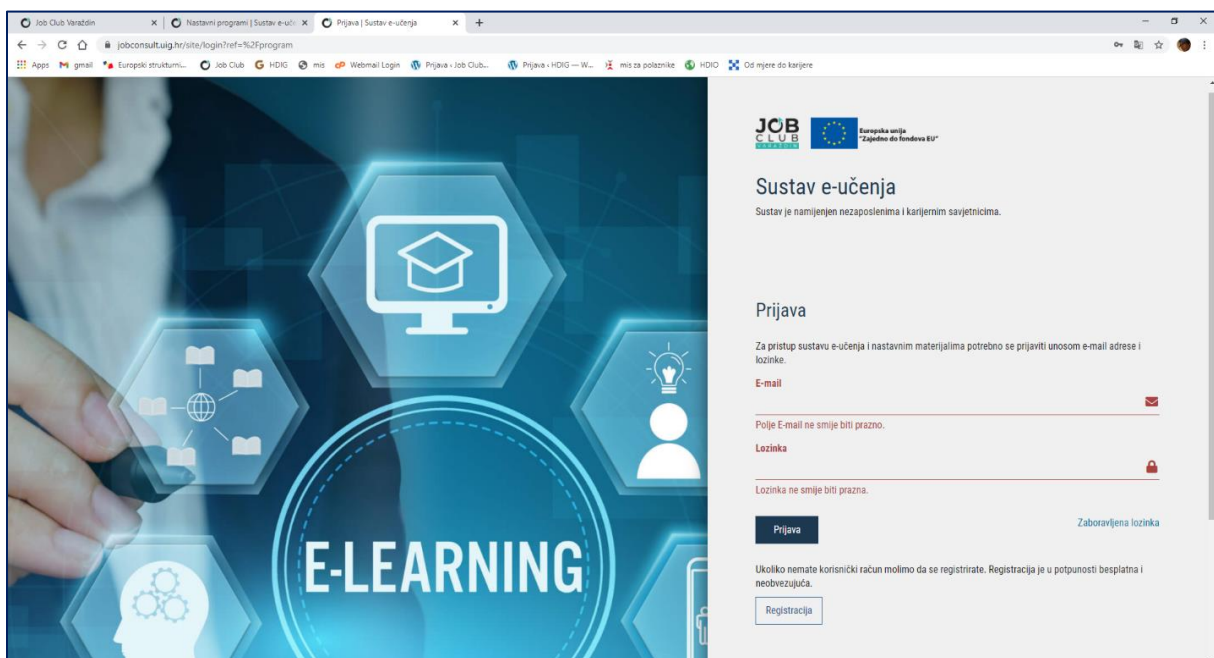 Job Club Varaždin
Nastavni programi | Sustav e-uče
Prijava | Sustav e-učenja
jobconsult.uig.hr/site/login?ref=%2Fprogram
Apps gmail Europski strukturni... Job Club HDIG mis Webmail Login Prijava ‹ Job Club... Prijava ‹ HDIG — W... mis za polaznike HDIO Od mjere do karijere
JOB
CLUB
VARAŽDIN
Europska unija
"Zajedno do fondova EU"
Sustav e-učenja
Sustav je namijenjen nezaposlenima i karijernim savjetnicima.
Prijava
Za pristup sustavu e-učenja i nastavnim materijalima potrebno se prijaviti unosom e-mail adrese i
lozinke.
E-mail
Polje E-mail ne smije biti prazno.
Lozinka
Lozinka ne smije biti prazna.
Prijava
Zaboravljena lozinka
Ukoliko nemate korisnički račun molimo da se registrirate. Registracija je u potpunosti besplatna i
neobvezujuća.
Registracija
E-LEARNING